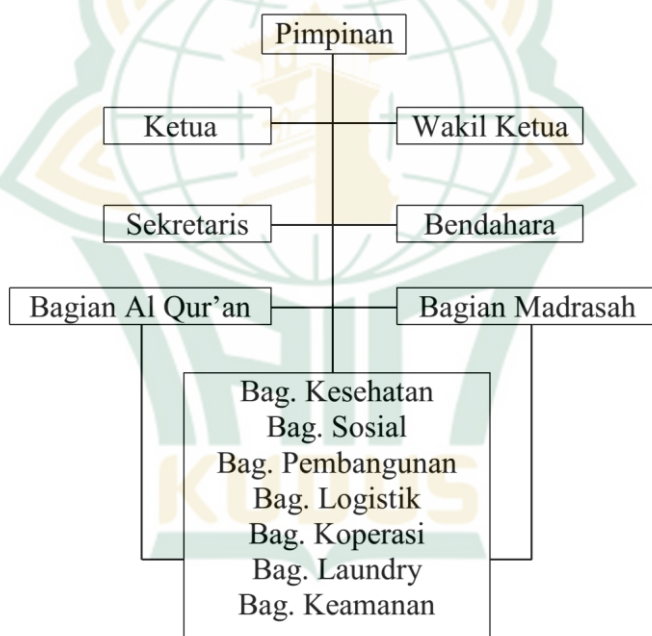 Pimpinan
Ketua
Wakil Ketua
Sekretaris
Bendahara
Bagian Al Qur’an
Bagian Madrasah
Bag. Kesehatan
Bag. Sosial
Bag. Pembangunan
Bag. Logistik
Bag. Koperasi
Bag. Laundry
Bag. Keamanan
KUDUS